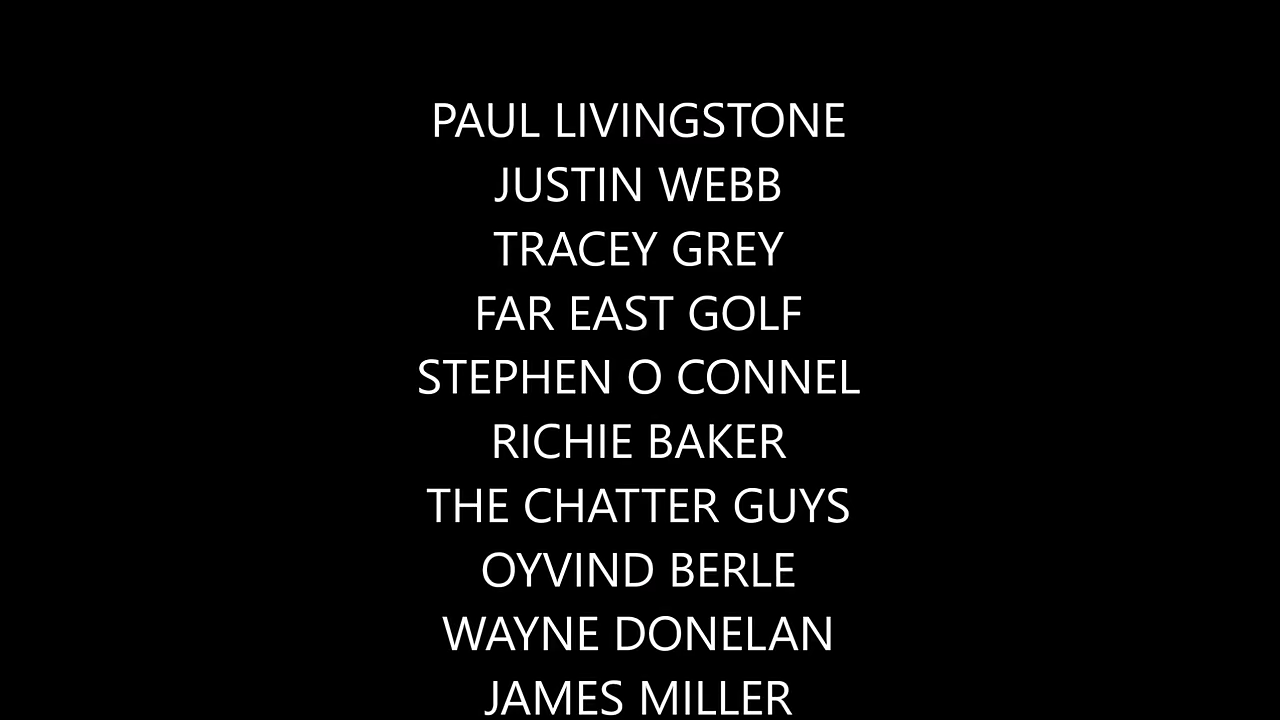 PAUL LIVINGSTONE
JUSTIN WEBB
TRACEY GREY
FAR EAST GOLF
STEPHEN O CONNEL
RICHIE BAKER
THE CHATTER GUYS
OYVIND BERLE
WAYNE DONELAN
JAMES MILLER